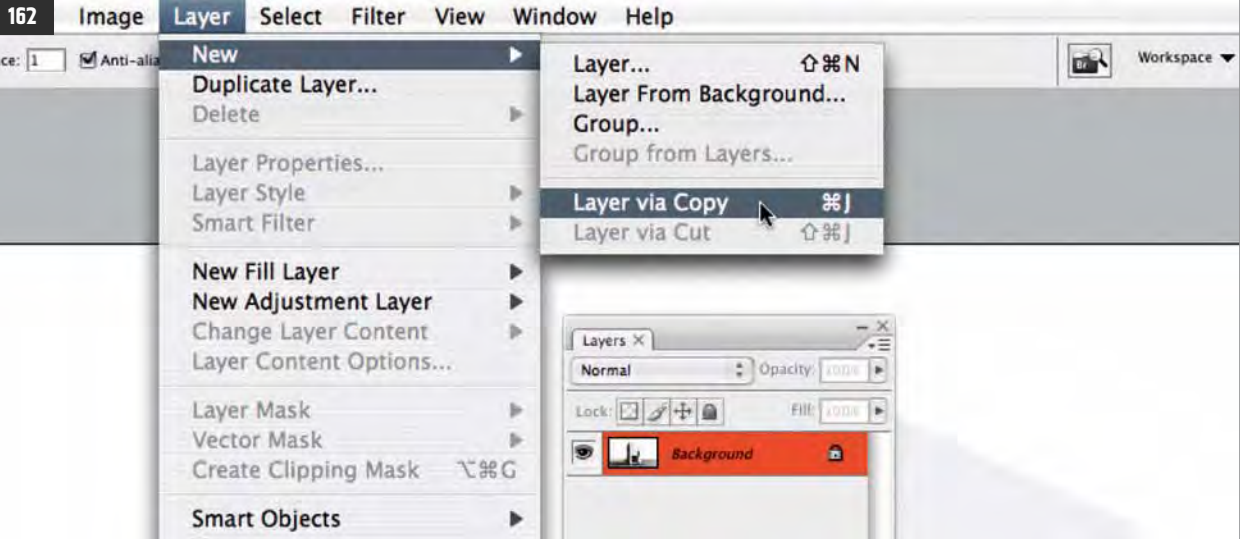 162 Image Layer Select Filter View Window Help
ce: 1 Anti-alia
Workspace
New
Duplicate Layer...
Delete
Layer Properties...
Layer Style
Smart Filter
New Fill Layer
New Adjustment Layer
Change Layer Content
Layer Content Options...
Layer Mask
Vector Mask
Create Clipping Mask ⌥⌘G
Smart Objects
Layer... ⇧⌘N
Layer From Background...
Group...
Group from Layers...
Layer via Copy ⌘J
Layer via Cut ⇧⌘J
Layers
Normal Opacity:
Lock: Fill:
Background